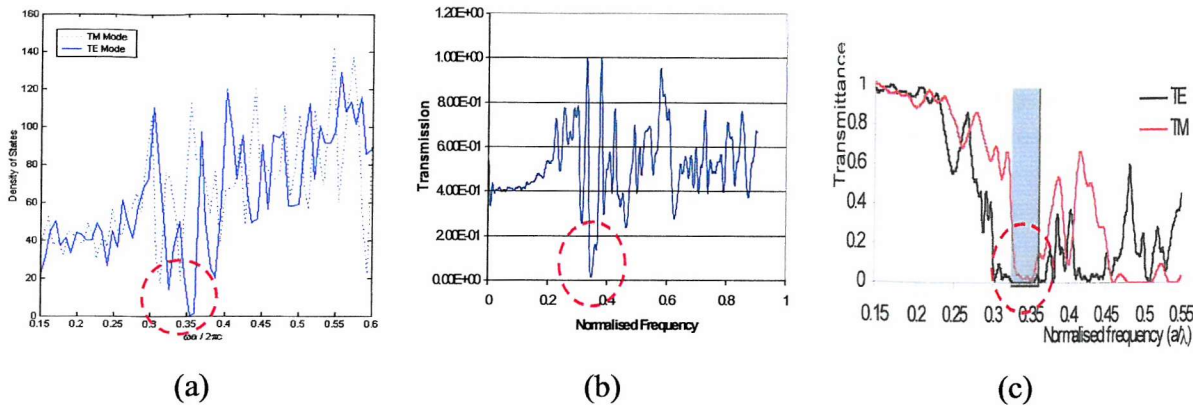 160
140
120
100
80
60
40
20
0
Density of States
TM Mode
TE Mode
0.15 0.2 0.25 0.3 0.35 0.4 0.45 0.5 0.55 0.6
ωa / 2πc
(a)
1.20E+00
1.00E+00
8.00E-01
6.00E-01
4.00E-01
2.00E-01
0.00E+00
Transmission
0 0.2 0.4 0.6 0.8 1
Normalised Frequency
(b)
Transmittance
1
0.8
0.6
0.4
0.2
0
TE
TM
0.15 0.2 0.25 0.3 0.35 0.4 0.45 0.5 0.55
Normalised frequency (a/λ)
(c)